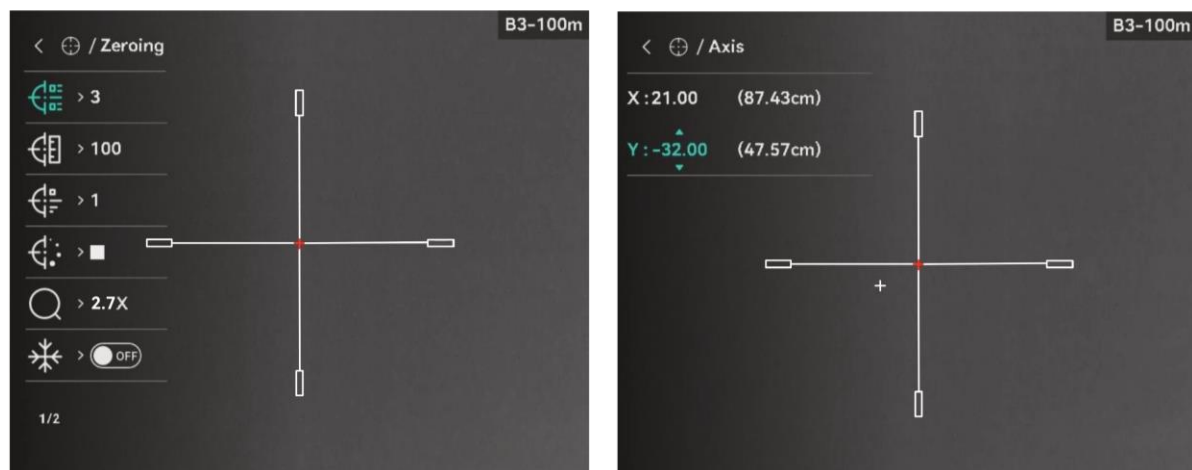 B3-100m
< / Zeroing
> 3
> 100
> 1
>
> 2.7X
> OFF
1/2
B3-100m
< / Axis
X : 21.00 (87.43cm)
Y : -32.00 (47.57cm)